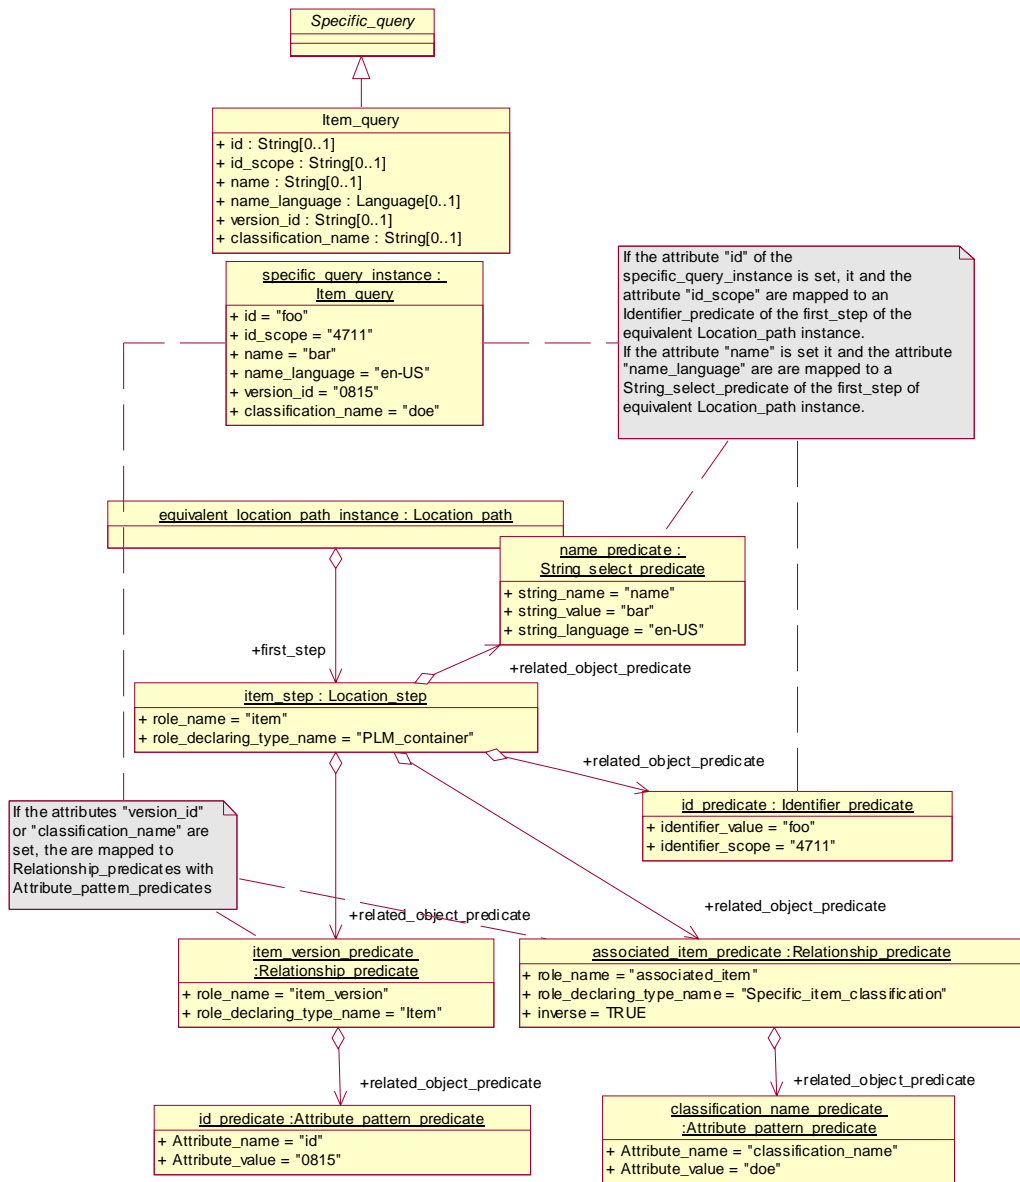 Specific_query
Item_query
+ id : String[0..1]
+ id_scope : String[0..1]
+ name : String[0..1]
+ name_language : Language[0..1]
+ version_id : String[0..1]
+ classification_name : String[0..1]
specific_query_instance :
Item_query
+ id = "foo"
+ id_scope = "4711"
+ name = "bar"
+ name_language = "en-US"
+ version_id = "0815"
+ classification_name = "doe"
If the attribute "id" of the
specific_query_instance is set, it and the
attribute "id_scope" are mapped to an
Identifier_predicate of the first_step of the
equivalent Location_path instance.
If the attribute "name" is set it and the attribute
"name_language" are are mapped to a
String_select_predicate of the first_step of
equivalent Location_path instance.
equivalent_location_path_instance : Location_path
name_predicate :
String_select_predicate
+ string_name = "name"
+ string_value = "bar"
+ string_language = "en-US"
+first_step
+related_object_predicate
item_step : Location_step
+ role_name = "item"
+ role_declaring_type_name = "PLM_container"
+related_object_predicate
id_predicate : Identifier_predicate
+ identifier_value = "foo"
+ identifier_scope = "4711"
If the attributes "version_id"
or "classification_name" are
set, the are mapped to
Relationship_predicates with
Attribute_pattern_predicates
+related_object_predicate
+related_object_predicate
item_version_predicate
:Relationship_predicate
+ role_name = "item_version"
+ role_declaring_type_name = "Item"
associated_item_predicate :Relationship_predicate
+ role_name = "associated_item"
+ role_declaring_type_name = "Specific_item_classification"
+ inverse = TRUE
+related_object_predicate
+related_object_predicate
id_predicate :Attribute_pattern_predicate
+ Attribute_name = "id"
+ Attribute_value = "0815"
classification_name_predicate
:Attribute_pattern_predicate
+ Attribute_name = "classification_name"
+ Attribute_value = "doe"